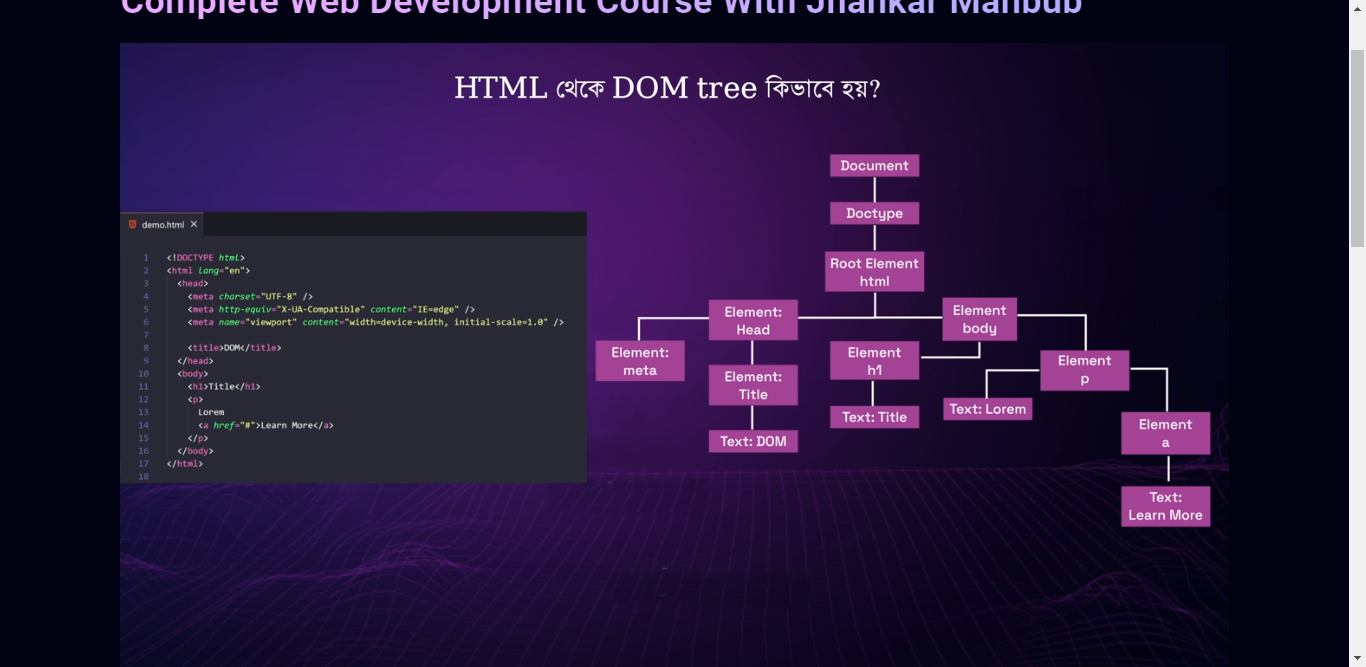 Complete Web Development Course With Jhankar Mahbub
HTML থেকে DOM tree কিভাবে হয়?
demo.html ×
1 <!DOCTYPE html>
2 <html lang="en">
3 <head>
4 <meta charset="UTF-8" />
5 <meta http-equiv="X-UA-Compatible" content="IE=edge" />
6 <meta name="viewport" content="width=device-width, initial-scale=1.0" />
7
8 <title>DOM</title>
9 </head>
10 <body>
11 <h1>Title</h1>
12 <p>
13 Lorem
14 <a href="#">Learn More</a>
15 </p>
16 </body>
17 </html>
18
Document
Doctype
Root Element
html
Element:
Head
Element
body
Element:
meta
Element:
Title
Text: DOM
Element
h1
Text: Title
Element
p
Text: Lorem
Element
a
Text:
Learn More